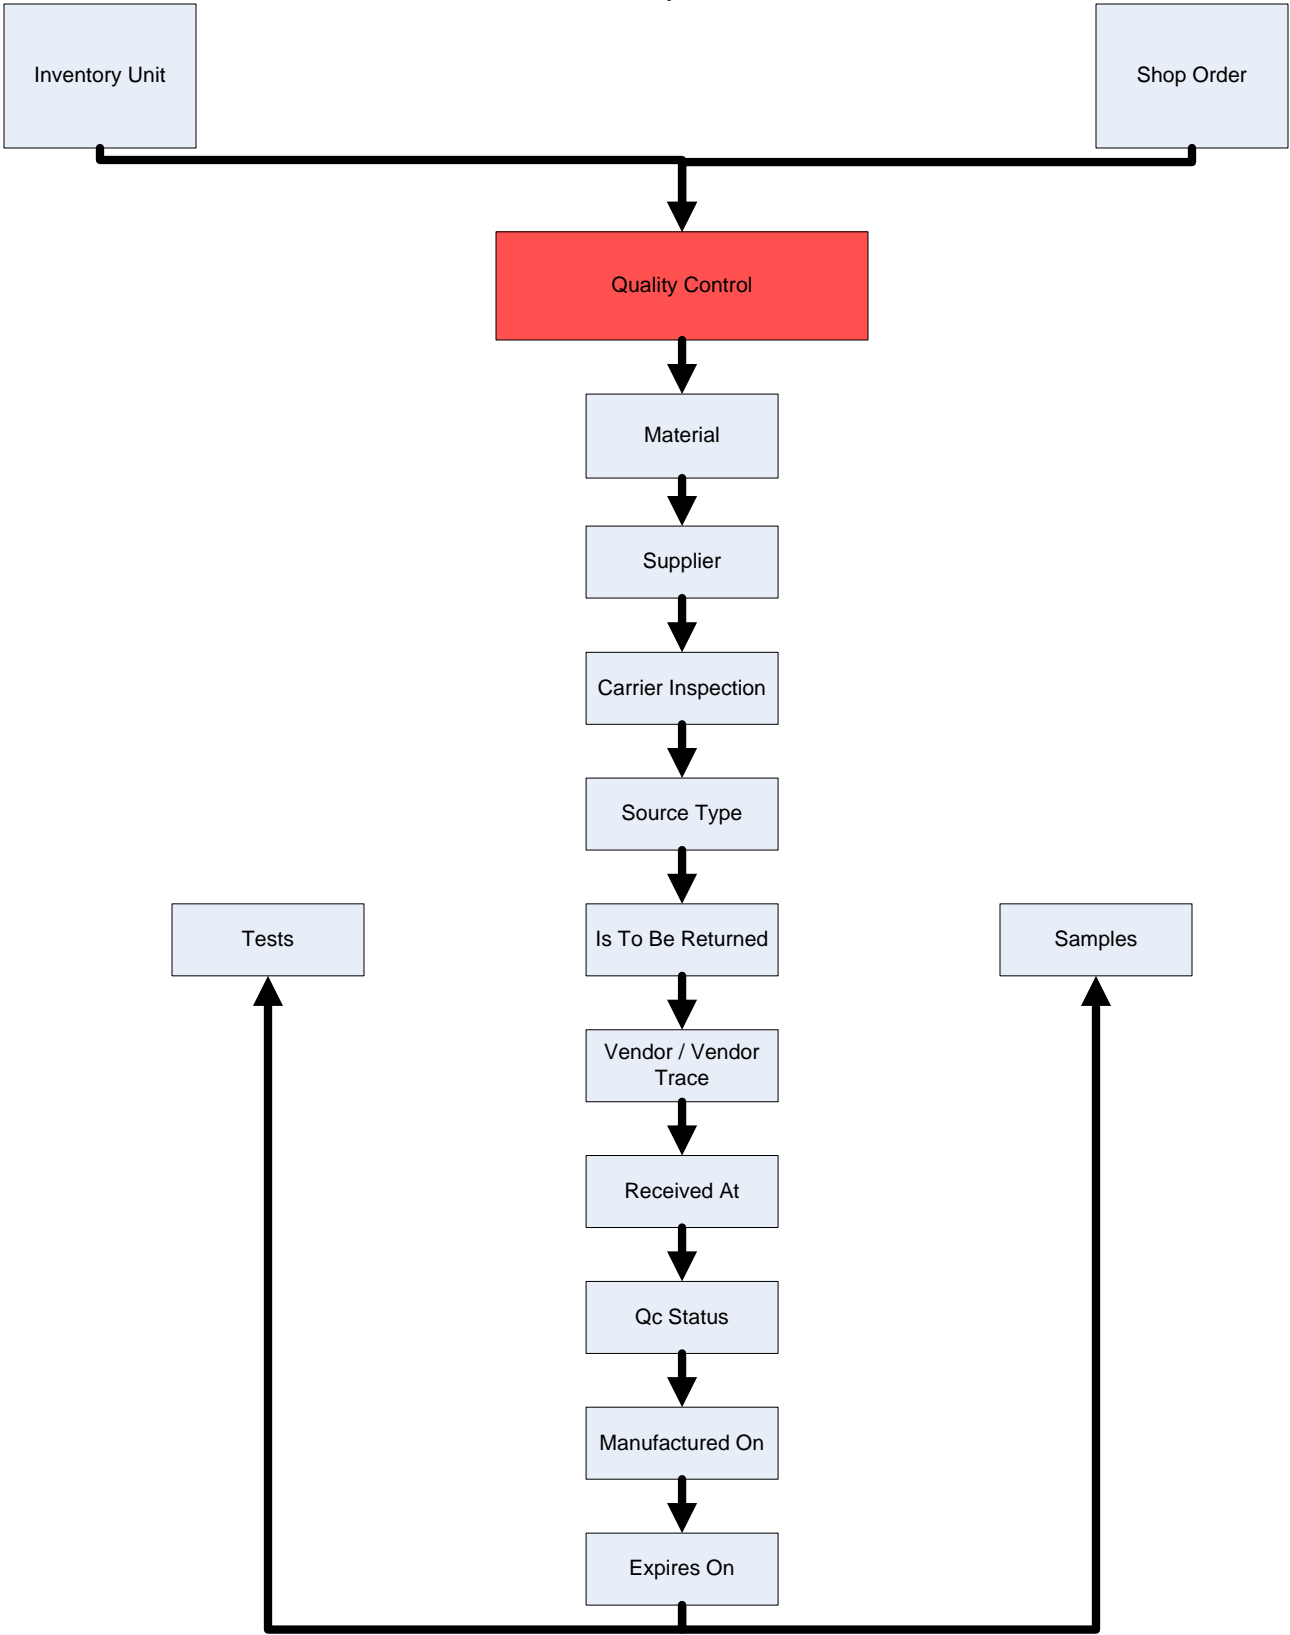 Inventory Unit
Shop Order
Quality Control
Material
Supplier
Carrier Inspection
Source Type
Tests
Is To Be Returned
Samples
Vendor / Vendor
Trace
Received At
Qc Status
Manufactured On
Expires On